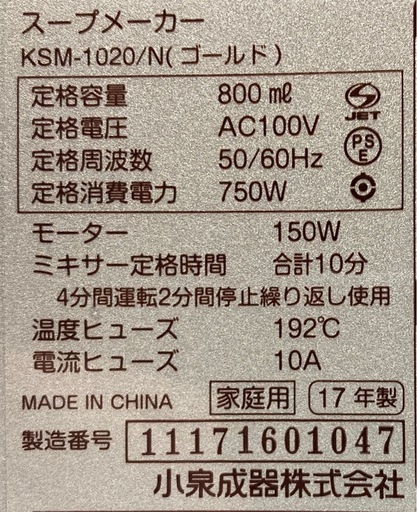 スープメーカー
KSM-1020/N(ゴールド)
定格容量 800㎖
定格電圧 AC100V
定格周波数 50/60Hz
定格消費電力 750W
JET
PS
E
モーター 150W
ミキサー定格時間 合計10分
4分間運転2分間停止繰り返し使用
温度ヒューズ 192℃
電流ヒューズ 10A
MADE IN CHINA 家庭用 17年製
製造番号 11171601047
小泉成器株式会社